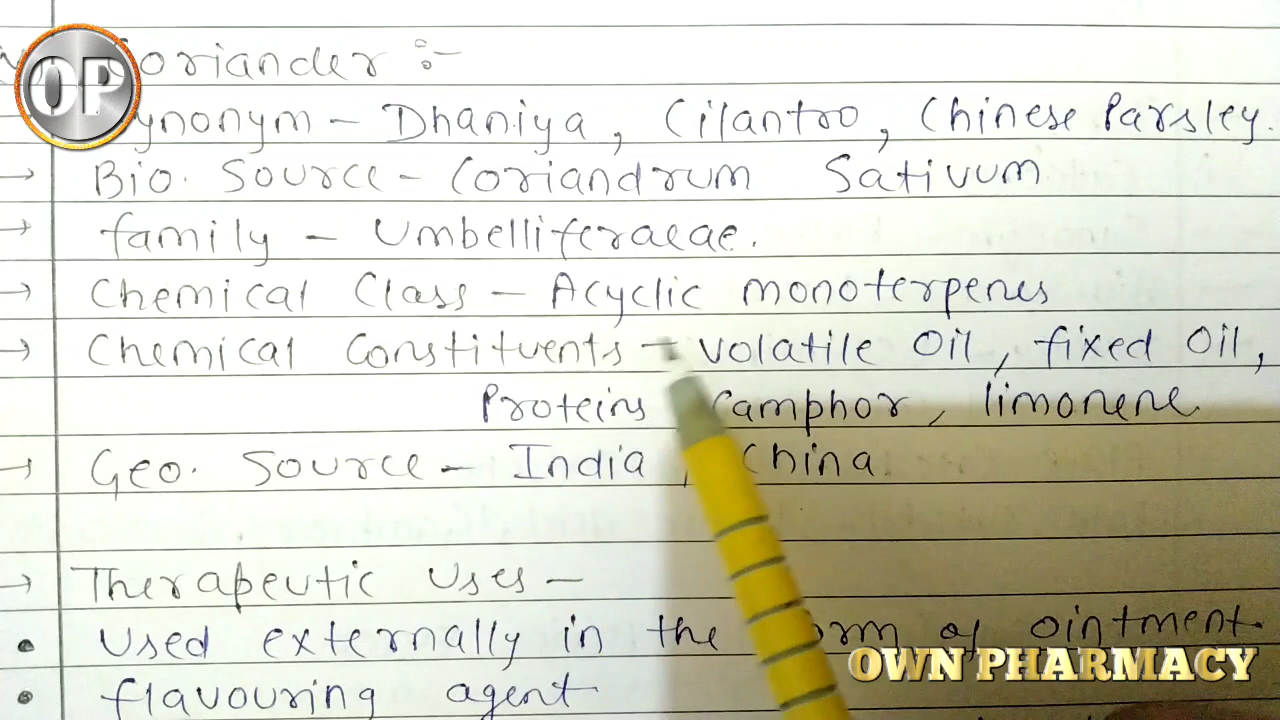 Coriander :-
OP
Synonym - Dhaniya, Cilantro, Chinese Parsley.
→ Bio. Source - Coriandrum Sativum
→ family - Umbelliferaeae.
→ Chemical Class - Acyclic monoterpenes
→ Chemical Constituents - volatile Oil, fixed Oil,
Proteins camphor, limonene
→ Geo. Source - India, China
→ Therapeutic Uses -
• Used externally in the form of ointment.
OWN PHARMACY
• flavouring agent